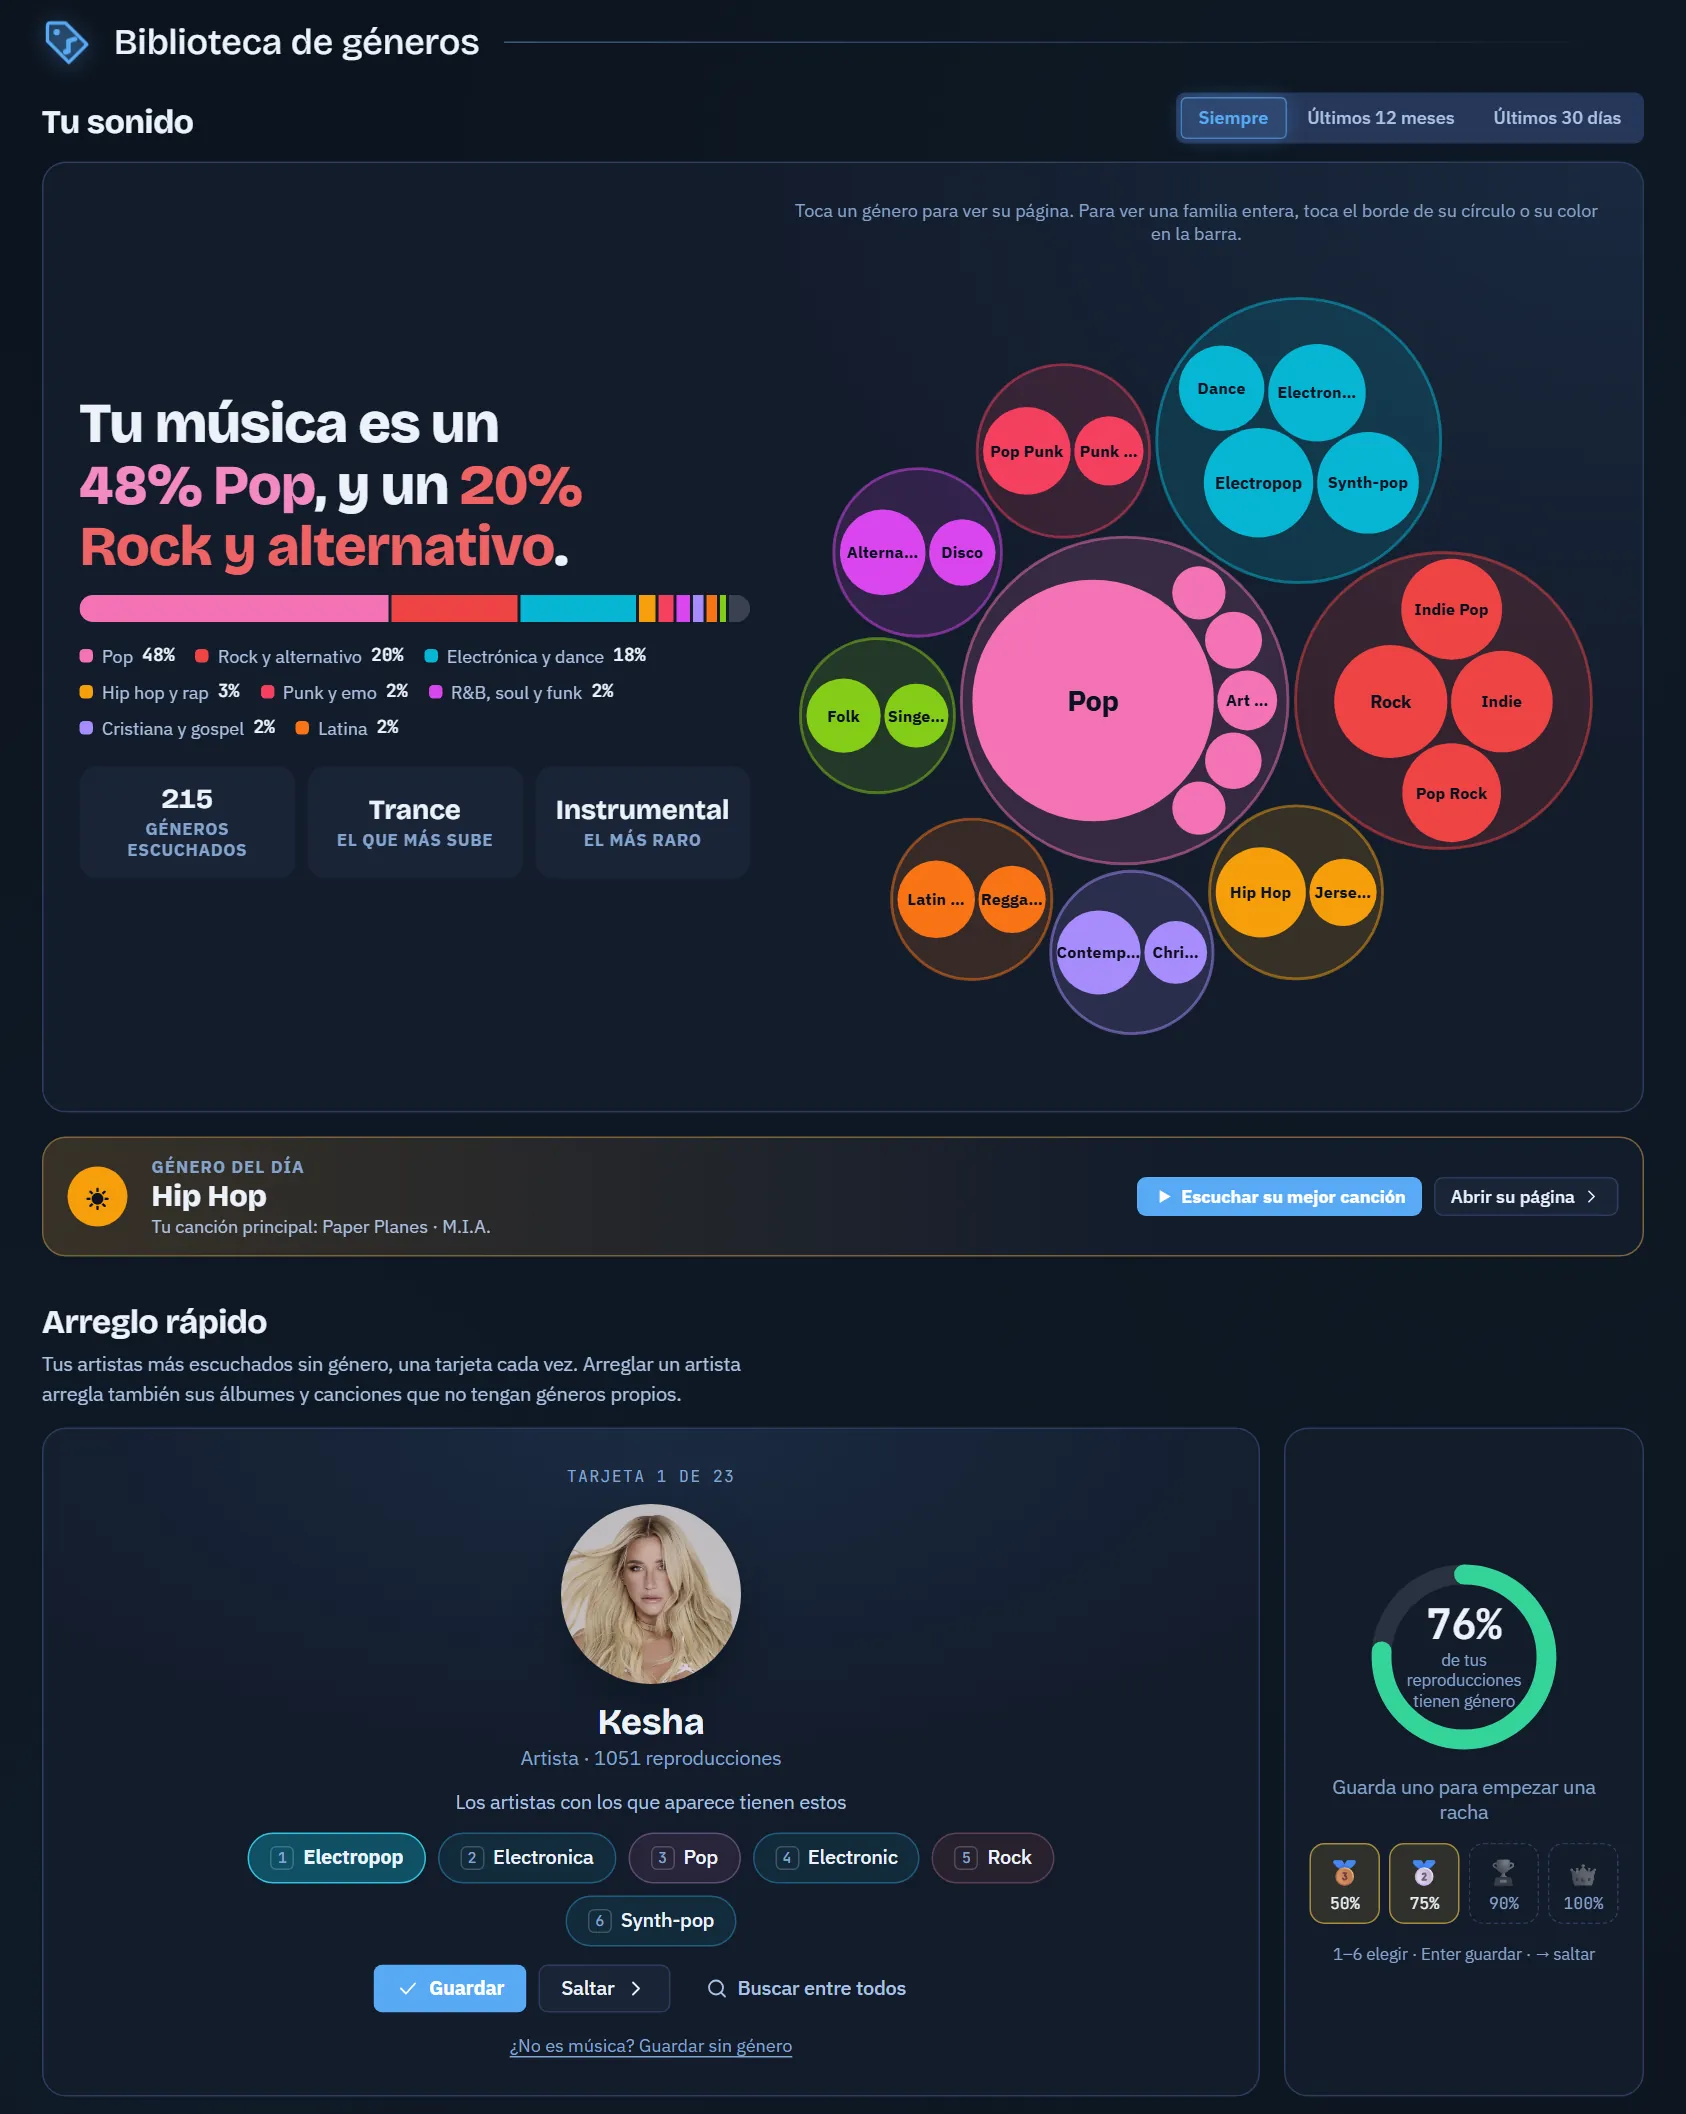 Biblioteca de géneros
Tu sonido
Siempre
Últimos 12 meses
Últimos 30 días
Toca un género para ver su página. Para ver una familia entera, toca el borde de su círculo o su color
en la barra.
Tu música es un
48% Pop, y un 20%
Rock y alternativo.
Pop 48% Rock y alternativo 20% Electrónica y dance 18%
Hip hop y rap 3% Punk y emo 2% R&B, soul y funk 2%
Cristiana y gospel 2% Latina 2%
215
GÉNEROS
ESCUCHADOS
Trance
EL QUE MÁS SUBE
Instrumental
EL MÁS RARO
Dance
Electron...
Electropop
Synth-pop
Pop Punk
Punk ...
Alterna...
Disco
Folk
Singe...
Pop
Art ...
Indie Pop
Rock
Indie
Pop Rock
Latin ...
Regga...
Contemp...
Chri...
Hip Hop
Jerse...
GÉNERO DEL DÍA
Hip Hop
Tu canción principal: Paper Planes · M.I.A.
Escuchar su mejor canción
Abrir su página
Arreglo rápido
Tus artistas más escuchados sin género, una tarjeta cada vez. Arreglar un artista
arregla también sus álbumes y canciones que no tengan géneros propios.
TARJETA 1 DE 23
Kesha
Artista · 1051 reproducciones
Los artistas con los que aparece tienen estos
1 Electropop
2 Electronica
3 Pop
4 Electronic
5 Rock
6 Synth-pop
Guardar
Saltar
Buscar entre todos
¿No es música? Guardar sin género
76%
de tus
reproducciones
tienen género
Guarda uno para empezar una
racha
3
50%
2
75%
90%
100%
1–6 elegir · Enter guardar · → saltar